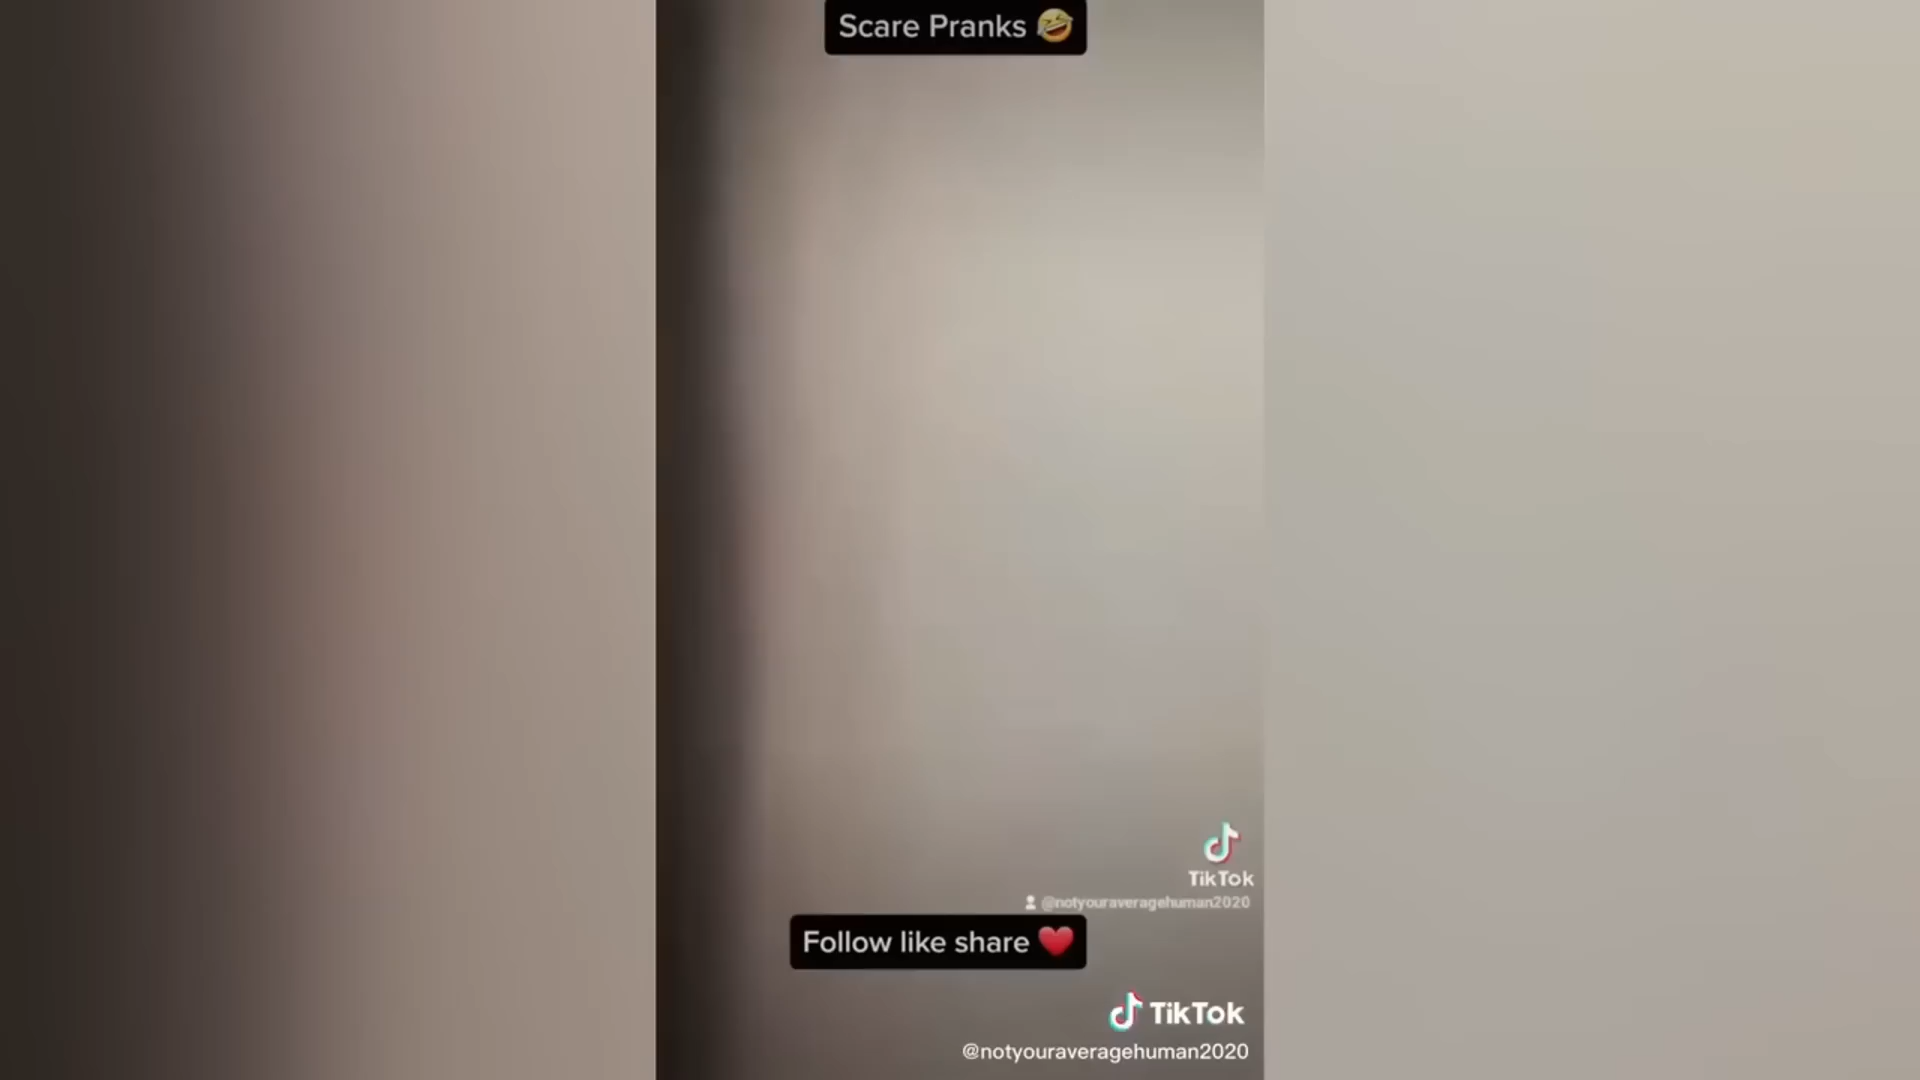 Scare Pranks 🤣
TikTok
@notyouraveragehuman2020
Follow like share ❤️
TikTok
@notyouraveragehuman2020